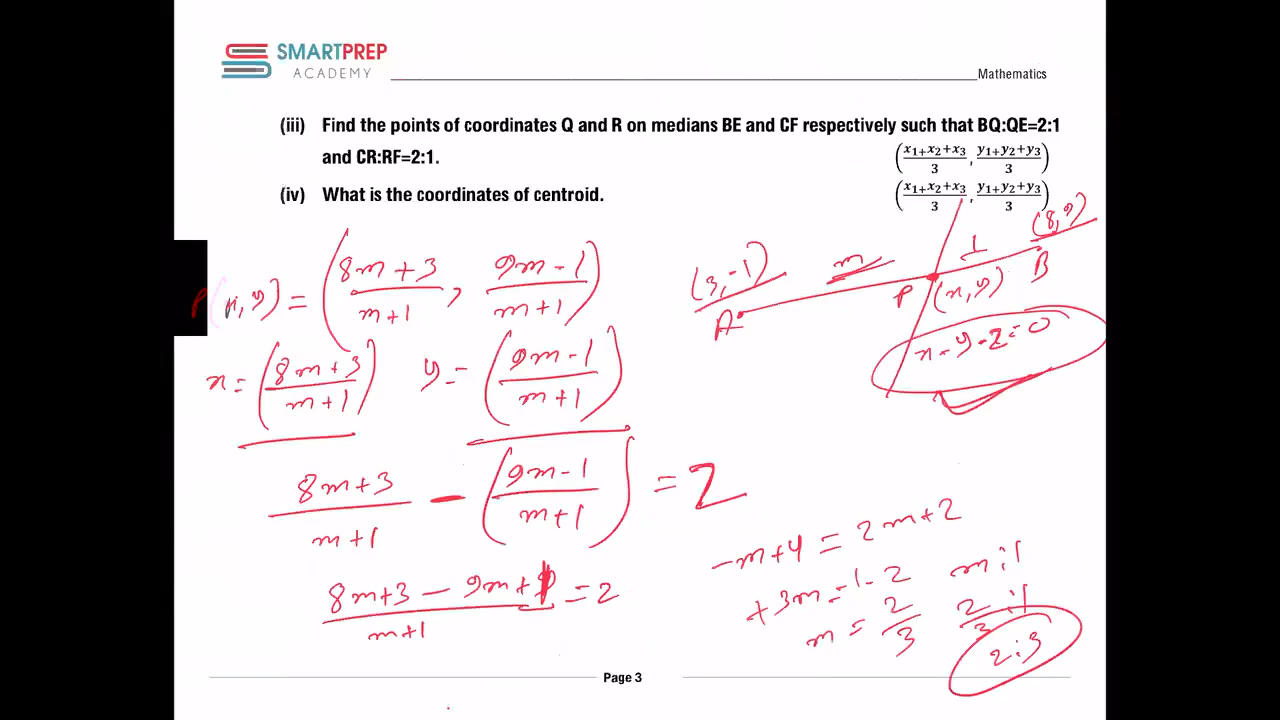 SMARTPREP
ACADEMY
Mathematics
(iii) Find the points of coordinates Q and R on medians BE and CF respectively such that BQ:QE=2:1
and CR:RF=2:1.
(x₁+x₂+x₃/3, y₁+y₂+y₃/3)
(iv) What is the coordinates of centroid.
(x₁+x₂+x₃/3, y₁+y₂+y₃/3)
P(x, y) = (8m+3/m+1, 9m-1/m+1)
(3, -1) m 1 (8, 9)
A P (x, y) B
x-y-2=0
x = (8m+3/m+1) y = (9m-1/m+1)
8m+3/m+1 - (9m-1/m+1) = 2
8m+3 - 9m+1/m+1 = 2
-m+4 = 2m+2
m:1
m = 2/3 2/3:1
2:3
Page 3